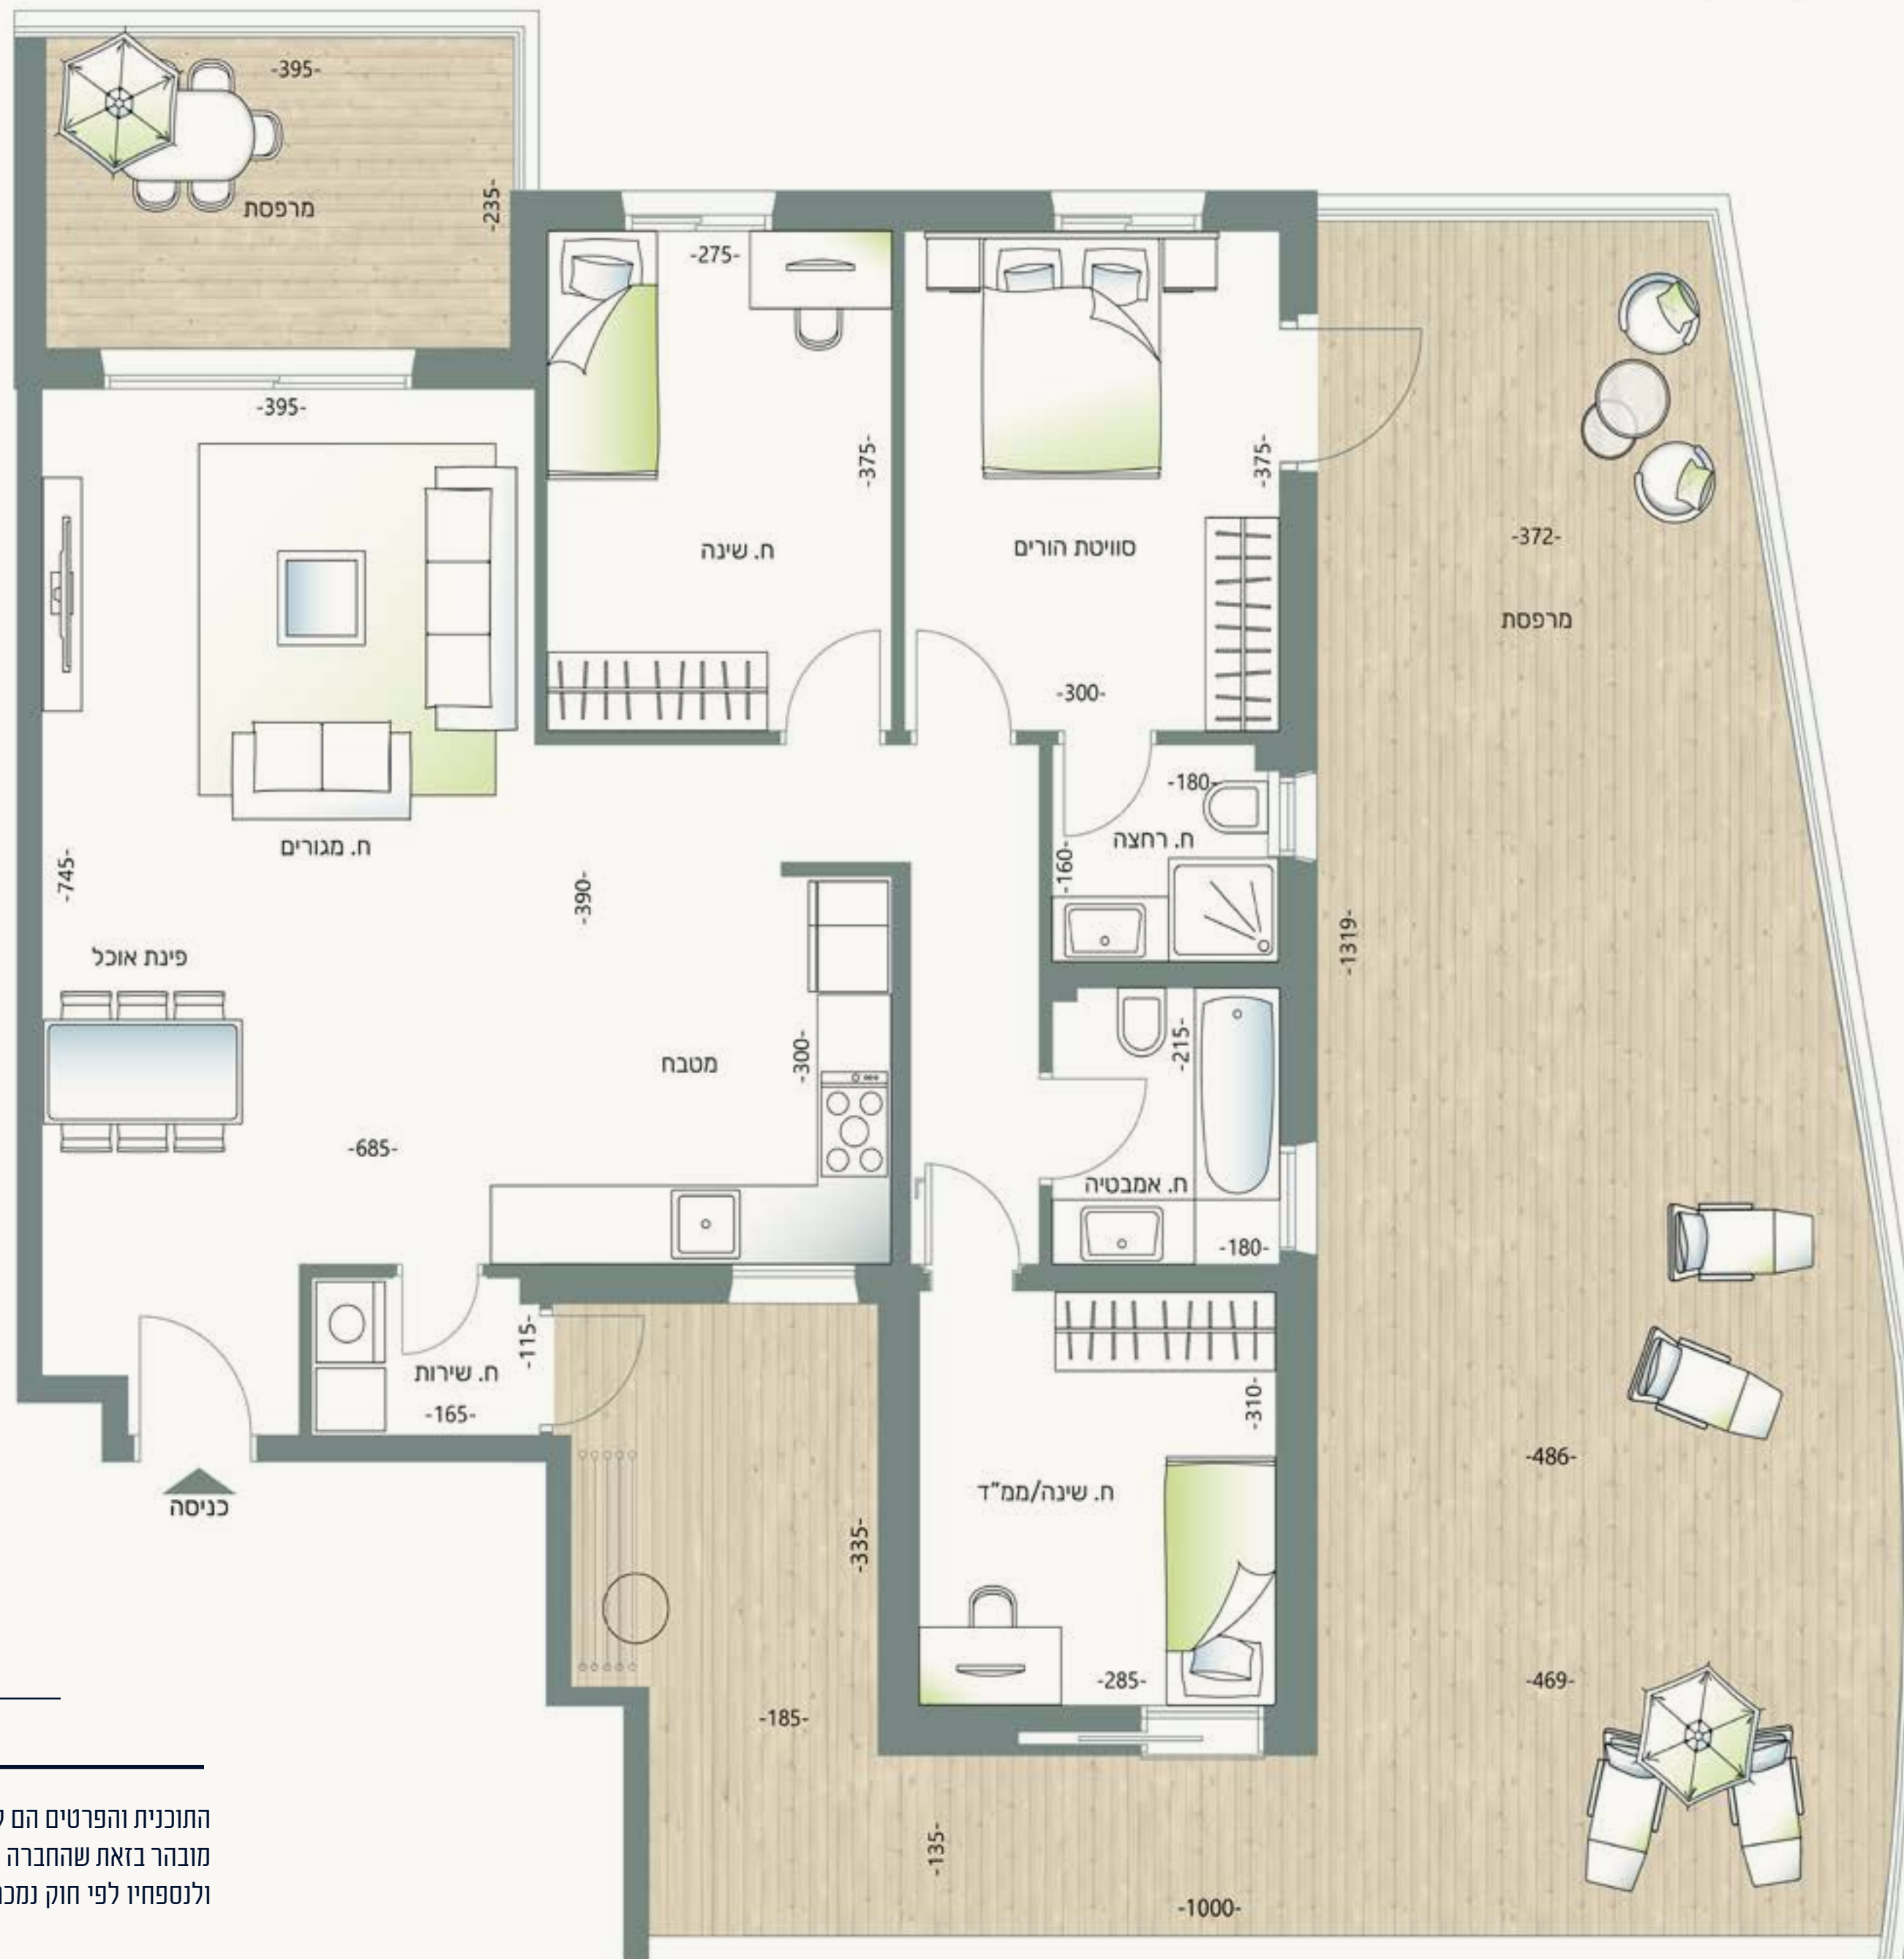 -395-
מרפסת
-235-
-275-
-395-
-375-
-375-
-372-
ח. שינה
סוויטת הורים
מרפסת
-300-
-180-
ח. רחצה
ח. מגורים
-745-
-390-
-160-
-1319-
פינת אוכל
-215-
-300-
מטבח
-685-
ח. אמבטיה
-180-
-115-
ח. שירות
-165-
-310-
-486-
ח. שינה/ממ"ד
כניסה
-335-
-285-
-469-
-185-
התוכנית והפרטים הם
מובהר בזאת שהחברה
ולנספחיו לפי חוק
-135-
-1000-